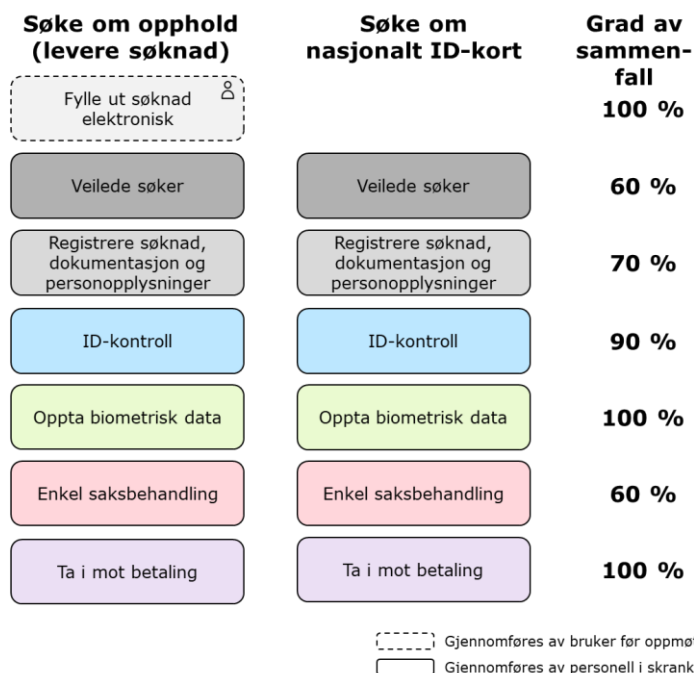 Søke om opphold
(levere søknad)
Søke om
nasjonalt ID-kort
Grad av
sammen-
fall
Fylle ut søknad
elektronisk
100 %
Veilede søker
Veilede søker
60 %
Registrere søknad,
dokumentasjon og
personopplysninger
Registrere søknad,
dokumentasjon og
personopplysninger
70 %
ID-kontroll
ID-kontroll
90 %
Oppta biometrisk data
Oppta biometrisk data
100 %
Enkel saksbehandling
Enkel saksbehandling
60 %
Ta i mot betaling
Ta i mot betaling
100 %
Gjennomføres av bruker før oppmø
Gjennomføres av personell i skrank